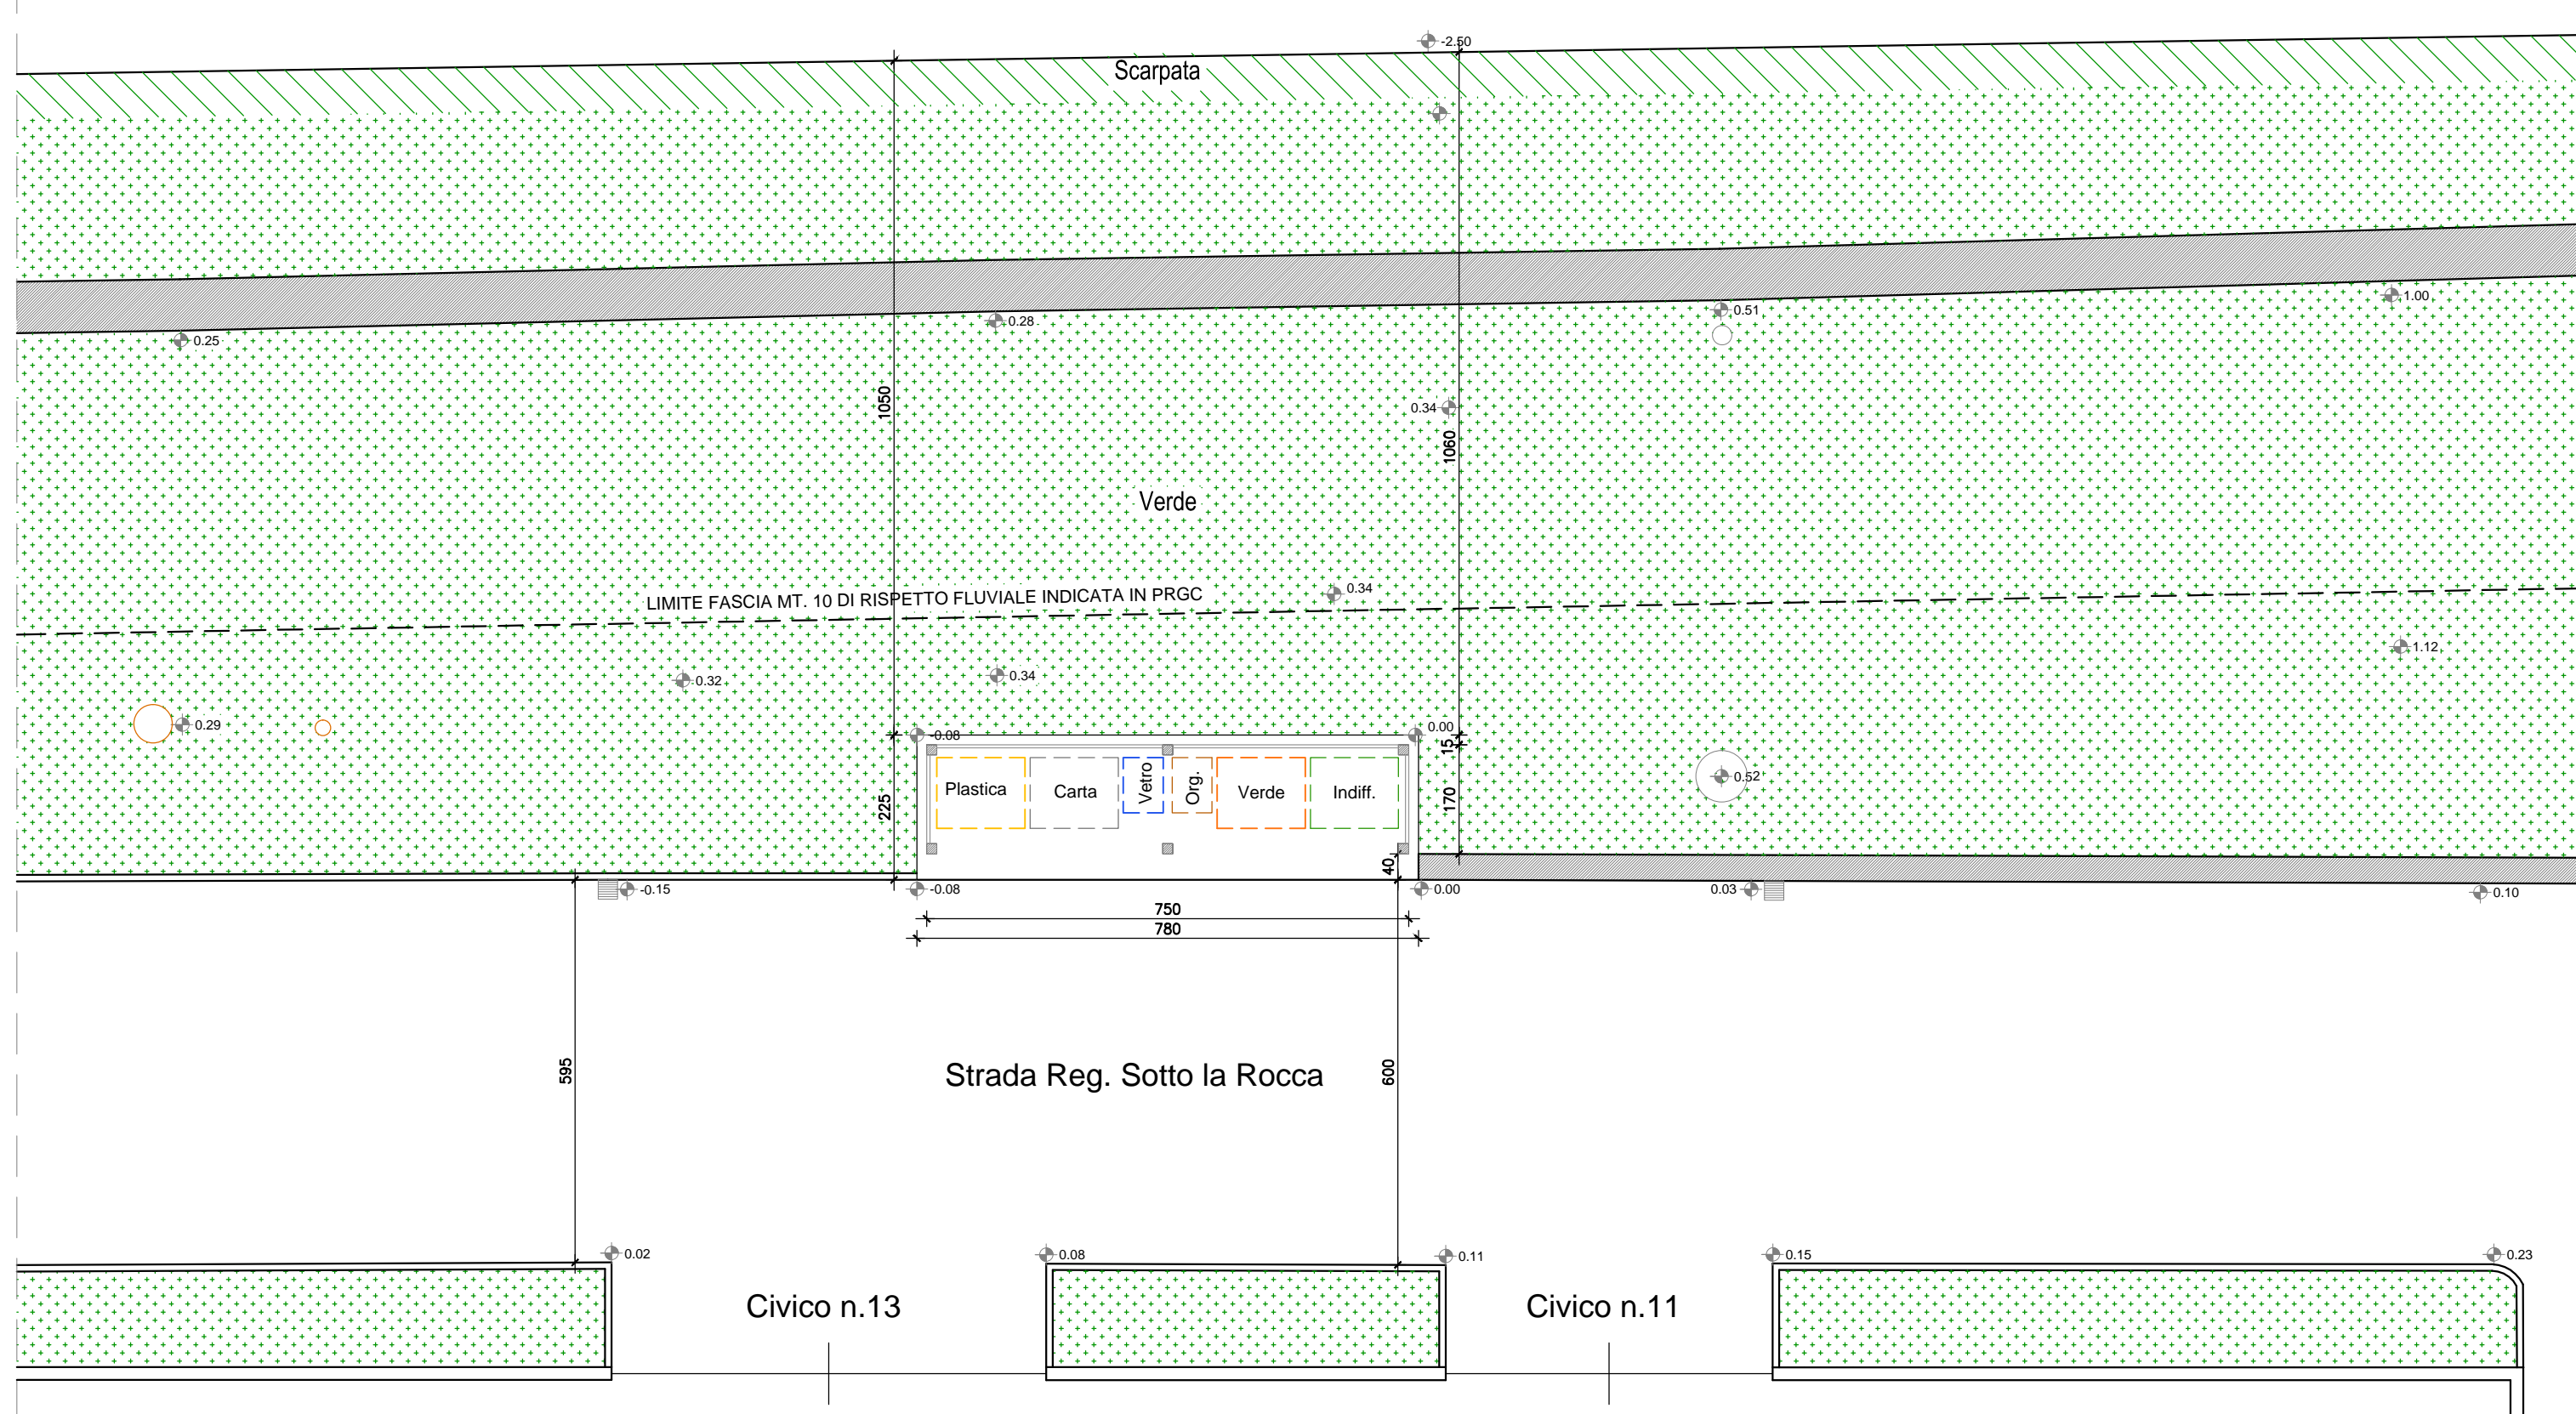 -2.50
Scarpata
1.00
0.51
0.28
0.25
1050
0.34
1060
Verde
LIMITE FASCIA MT. 10 DI RISPETTO FLUVIALE INDICATA IN PRGC
0.34
1.12
0.32
0.34
0.29
-0.08
0.00
15
0.52
Plastica
Carta
Vetro
Org.
Verde
Indiff.
225
170
40
-0.15
-0.08
0.00
0.03
0.10
750
780
595
Strada Reg. Sotto la Rocca
600
0.02
0.08
0.11
0.15
0.23
Civico n.13
Civico n.11